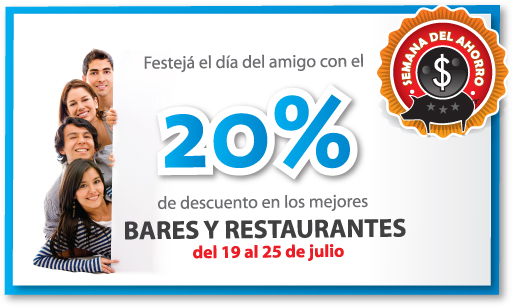 Festejá el día del amigo con el
20%
de descuento en los mejores
BARES Y RESTAURANTES
del 19 al 25 de julio
SEMANA DEL AHORRO
$